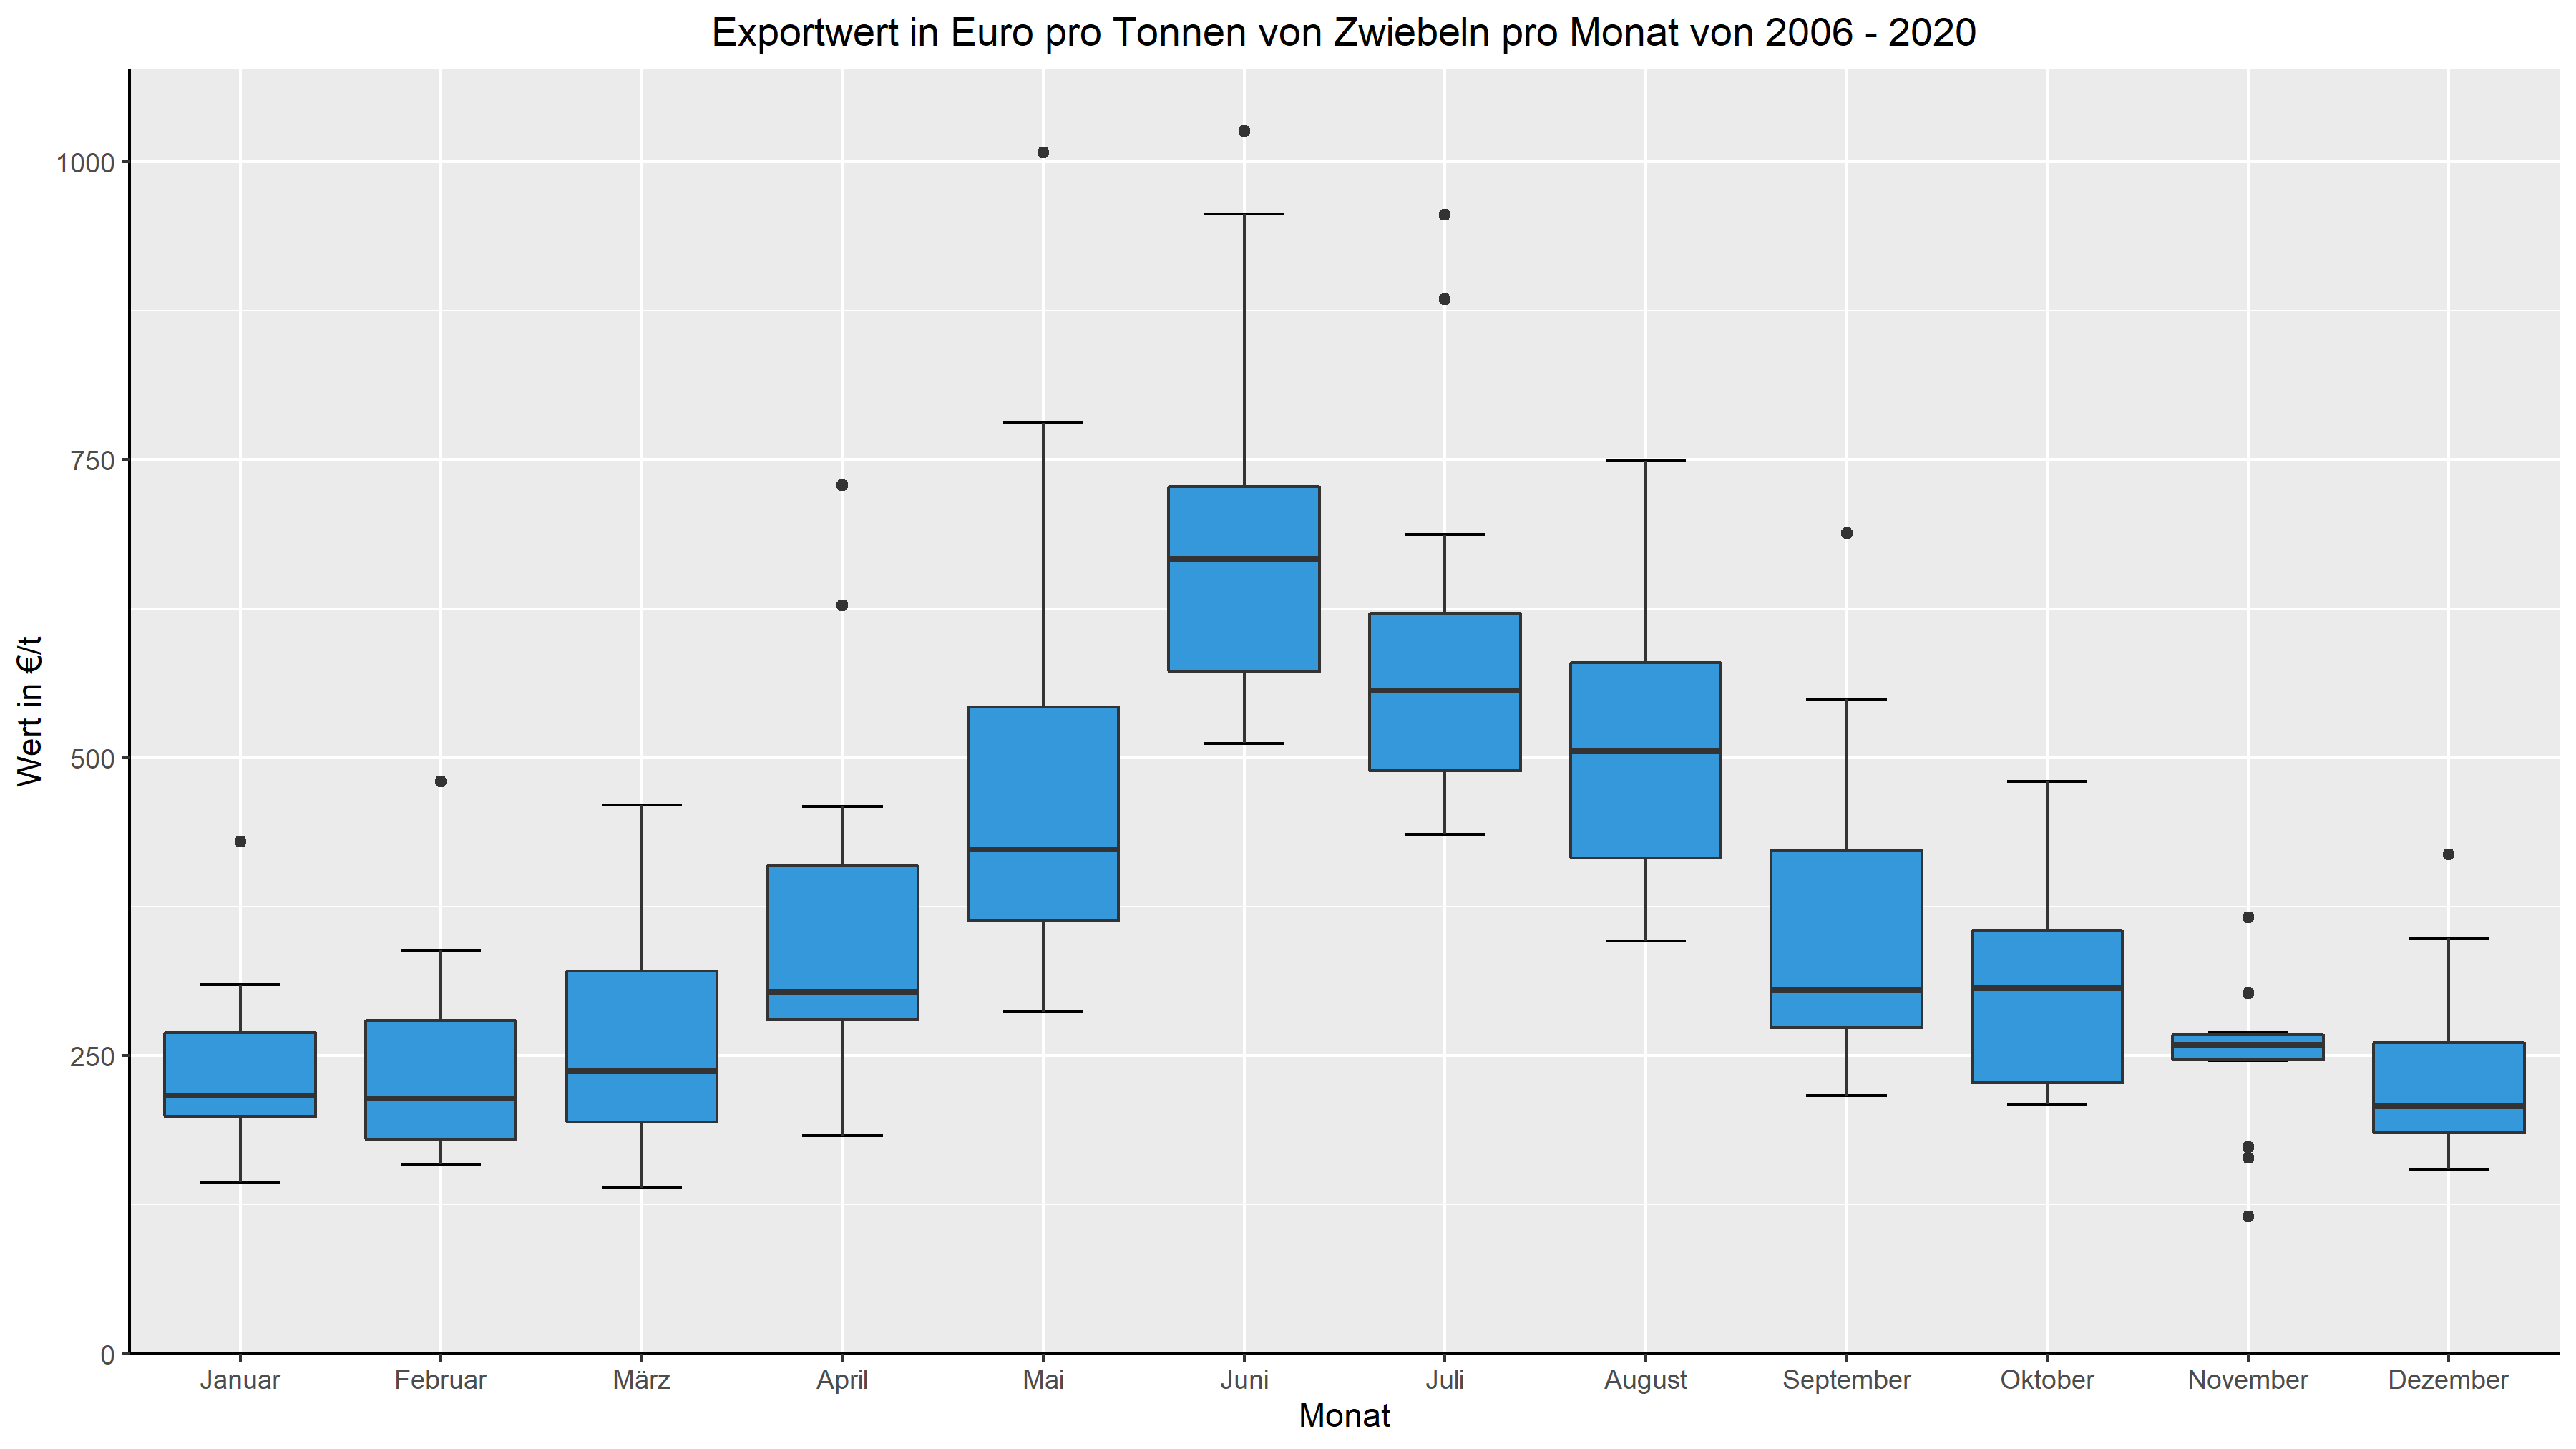 Exportwert in Euro pro Tonnen von Zwiebeln pro Monat von 2006 - 2020
Wert in €/t
1000
750
500
250
0
Januar Februar März April Mai Juni Juli August September Oktober November Dezember
Monat